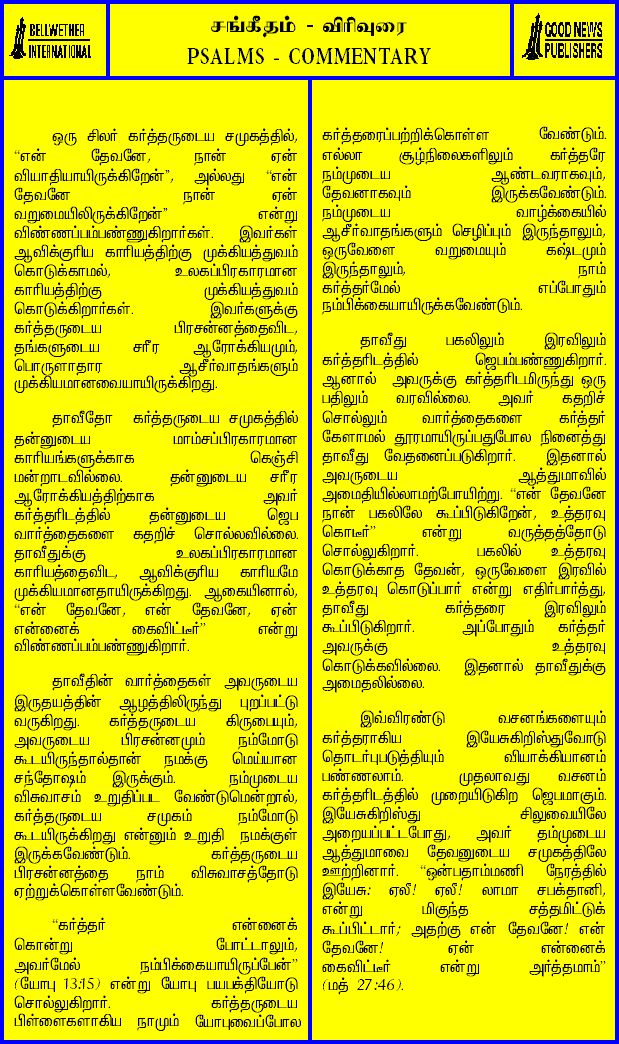 BELLWETHER
INTERNATIONAL
சங்கீதம் - விரிவுரை
PSALMS - COMMENTARY
GOOD NEWS
PUBLISHERS
ஒரு சிலர் கர்த்தருடைய சமுகத்தில்,
“என் தேவனே, நான் ஏன்
வியாதியாயிருக்கிறேன்”, அல்லது “என்
தேவனே நான் ஏன்
வறுமையிலிருக்கிறேன்” என்று
விண்ணப்பம்பண்ணுகிறார்கள். இவர்கள்
ஆவிக்குரிய காரியத்திற்கு முக்கியத்துவம்
கொடுக்காமல், உலகப்பிரகாரமான
காரியத்திற்கு முக்கியத்துவம்
கொடுக்கிறார்கள். இவர்களுக்கு
கர்த்தருடைய பிரசன்னத்தைவிட,
தங்களுடைய சரீர ஆரோக்கியமும்,
பொருளாதார ஆசீர்வாதங்களும்
முக்கியமானவையாயிருக்கிறது.
தாவீதோ கர்த்தருடைய சமுகத்தில்
தன்னுடைய மாம்சப்பிரகாரமான
காரியங்களுக்காக கெஞ்சி
மன்றாடவில்லை. தன்னுடைய சரீர
ஆரோக்கியத்திற்காக அவர்
கர்த்தரிடத்தில் தன்னுடைய ஜெப
வார்த்தைகளை கதறிச் சொல்லவில்லை.
தாவீதுக்கு உலகப்பிரகாரமான
காரியத்தைவிட, ஆவிக்குரிய காரியமே
முக்கியமானதாயிருக்கிறது. ஆகையினால்,
“என் தேவனே, என் தேவனே, ஏன்
என்னைக் கைவிட்டீர்” என்று
விண்ணப்பம்பண்ணுகிறார்.
தாவீதின் வார்த்தைகள் அவருடைய
இருதயத்தின் ஆழத்திலிருந்து புறப்பட்டு
வருகிறது. கர்த்தருடைய கிருபையும்,
அவருடைய பிரசன்னமும் நம்மோடு
கூடயிருந்தால்தான் நமக்கு மெய்யான
சந்தோஷம் இருக்கும். நம்முடைய
விசுவாசம் உறுதிப்பட வேண்டுமென்றால்,
கர்த்தருடைய சமுகம் நம்மோடு
கூடயிருக்கிறது என்னும் உறுதி நமக்குள்
இருக்கவேண்டும். கர்த்தருடைய
பிரசன்னத்தை நாம் விசுவாசத்தோடு
ஏற்றுக்கொள்ளவேண்டும்.
“கர்த்தர் என்னைக்
கொன்று போட்டாலும்,
அவர்மேல் நம்பிக்கையாயிருப்பேன்”
(யோபு 13:15) என்று யோபு பயபக்தியோடு
சொல்லுகிறார். கர்த்தருடைய
பிள்ளைகளாகிய நாமும் யோபுவைப்போல
கர்த்தரைப்பற்றிக்கொள்ள வேண்டும்.
எல்லா சூழ்நிலைகளிலும் கர்த்தரே
நம்முடைய ஆண்டவராகவும்,
தேவனாகவும் இருக்கவேண்டும்.
நம்முடைய வாழ்க்கையில்
ஆசீர்வாதங்களும் செழிப்பும் இருந்தாலும்,
ஒருவேளை வறுமையும் கஷ்டமும்
இருந்தாலும், நாம்
கர்த்தர்மேல் எப்போதும்
நம்பிக்கையாயிருக்கவேண்டும்.
தாவீது பகலிலும் இரவிலும்
கர்த்தரிடத்தில் ஜெபம்பண்ணுகிறார்.
ஆனால் அவருக்கு கர்த்தரிடமிருந்து ஒரு
பதிலும் வரவில்லை. அவர் கதறிச்
சொல்லும் வார்த்தைகளை கர்த்தர்
கேளாமல் தூரமாயிருப்பதுபோல நினைத்து
தாவீது வேதனைப்படுகிறார். இதனால்
அவருடைய ஆத்துமாவில்
அமைதியில்லாமற்போயிற்று. “என் தேவனே
நான் பகலிலே கூப்பிடுகிறேன், உத்தரவு
கொடீர்” என்று வருத்தத்தோடு
சொல்லுகிறார். பகலில் உத்தரவு
கொடுக்காத தேவன், ஒருவேளை இரவில்
உத்தரவு கொடுப்பார் என்று எதிர்பார்த்து,
தாவீது கர்த்தரை இரவிலும்
கூப்பிடுகிறார். அப்போதும் கர்த்தர்
அவருக்கு உத்தரவு
கொடுக்கவில்லை. இதனால் தாவீதுக்கு
அமைதலில்லை.
இவ்விரண்டு வசனங்களையும்
கர்த்தராகிய இயேசுகிறிஸ்துவோடு
தொடர்புபடுத்தியும் வியாக்கியானம்
பண்ணலாம். முதலாவது வசனம்
கர்த்தரிடத்தில் முறையிடுகிற ஜெபமாகும்.
இயேசுகிறிஸ்து சிலுவையிலே
அறையப்பட்டபோது, அவர் தம்முடைய
ஆத்துமாவை தேவனுடைய சமுகத்திலே
ஊற்றினார். “ஒன்பதாம்மணி நேரத்தில்
இயேசு: ஏலீ! ஏலீ! லாமா சபக்தானி,
என்று மிகுந்த சத்தமிட்டுக்
கூப்பிட்டார்; அதற்கு என் தேவனே! என்
தேவனே! ஏன் என்னைக்
கைவிட்டீர் என்று அர்த்தமாம்”
(மத் 27:46).